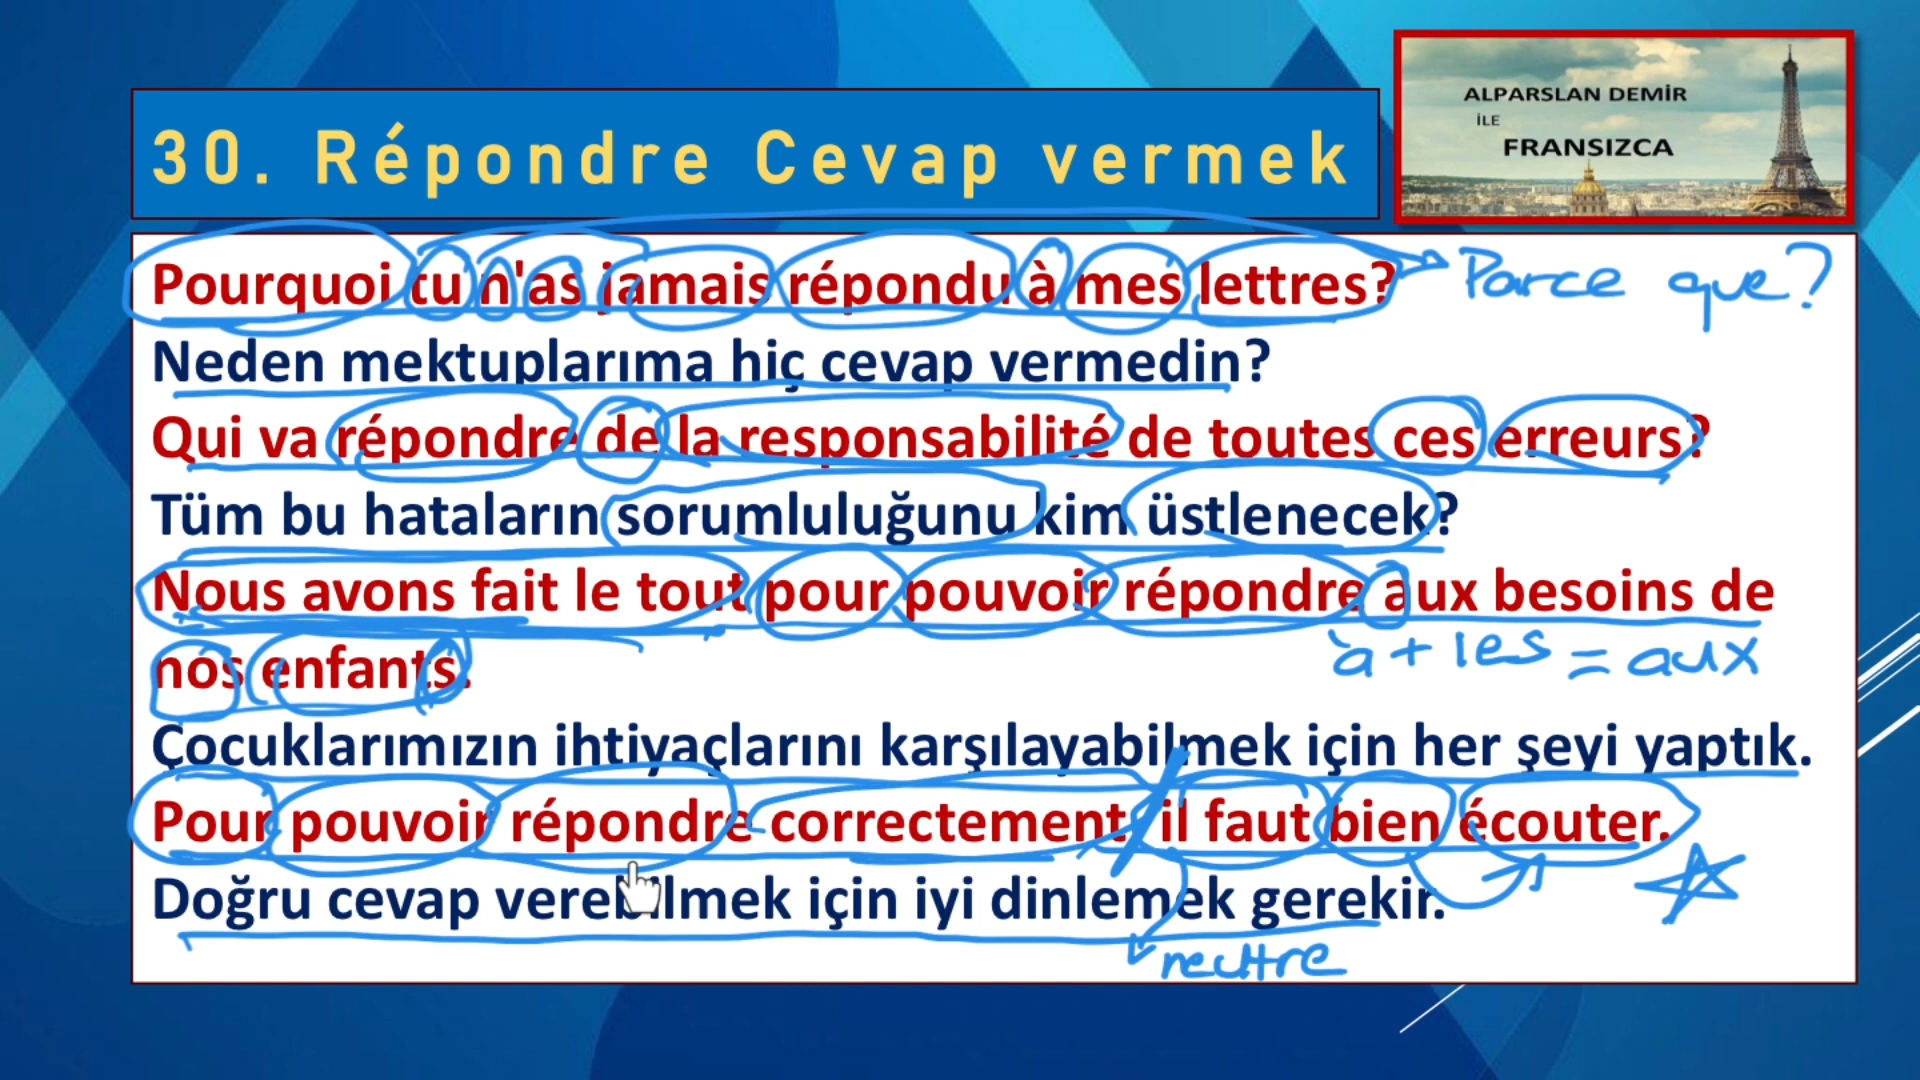 ALPARSLAN DEMİR
İLE
FRANSIZCA
30. Répondre Cevap vermek
Pourquoi tu n'as jamais répondu à mes lettres? Parce que?
Neden mektuplarıma hiç cevap vermedin?
Qui va répondre de la responsabilité de toutes ces erreurs?
Tüm bu hataların sorumluluğunu kim üstlenecek?
Nous avons fait le tout pour pouvoir répondre aux besoins de
nos enfants.
à + les = aux
Çocuklarımızın ihtiyaçlarını karşılayabilmek için her şeyi yaptık.
Pour pouvoir répondre correctement, il faut bien écouter.
Doğru cevap verebilmek için iyi dinlemek gerekir.
neutre